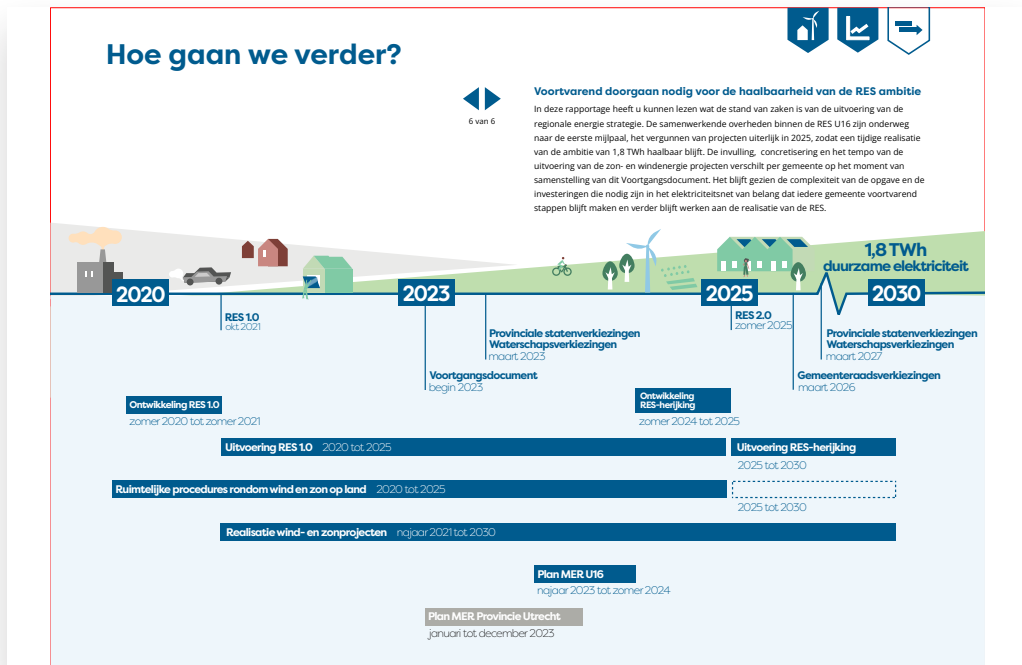 Hoe gaan we verder?
6 van 6
Voortvarend doorgaan nodig voor de haalbaarheid van de RES ambitie
In deze rapportage heeft u kunnen lezen wat de stand van zaken is van de uitvoering van de
regionale energie strategie. De samenwerkende overheden binnen de RES U16 zijn onderweg
naar de eerste mijlpaal, het vergunnen van projecten uiterlijk in 2025, zodat een tijdige realisatie
van de ambitie van 1,8 TWh haalbaar blijft. De invulling, concretisering en het tempo van de
uitvoering van de zon- en windenergie projecten verschilt per gemeente op het moment van
samenstelling van dit Voortgangsdocument. Het blijft gezien de complexiteit van de opgave en de
investeringen die nodig zijn in het elektriciteitsnet van belang dat iedere gemeente voortvarend
stappen blijft maken en verder blijft werken aan de realisatie van de RES.
1,8 TWh
duurzame elektriciteit
2020
2023
2025
2030
RES 1.0
okt 2021
RES 2.0
zomer 2025
Provinciale statenverkiezingen
Waterschapsverkiezingen
maart 2023
Provinciale statenverkiezingen
Waterschapsverkiezingen
maart 2027
Voortgangsdocument
begin 2023
Gemeenteraadsverkiezingen
maart 2026
Ontwikkeling RES 1.0
zomer 2020 tot zomer 2021
Ontwikkeling
RES-herijking
zomer 2024 tot 2025
Uitvoering RES 1.0 2020 tot 2025
Uitvoering RES-herijking
2025 tot 2030
Ruimtelijke procedures rondom wind en zon op land 2020 tot 2025
2025 tot 2030
Realisatie wind- en zonprojecten najaar 2021 tot 2030
Plan MER U16
najaar 2023 tot zomer 2024
Plan MER Provincie Utrecht
januari tot december 2023